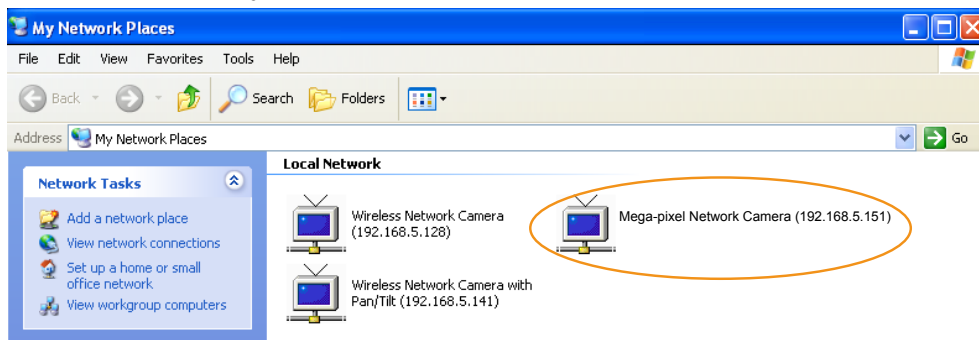 My Network Places
File Edit View Favorites Tools Help
Back Search Folders
Address My Network Places Go
Local Network
Network Tasks
Add a network place
View network connections
Set up a home or small
office network
View workgroup computers
Wireless Network Camera
(192.168.5.128)
Mega-pixel Network Camera (192.168.5.151)
Wireless Network Camera with
Pan/Tilt (192.168.5.141)